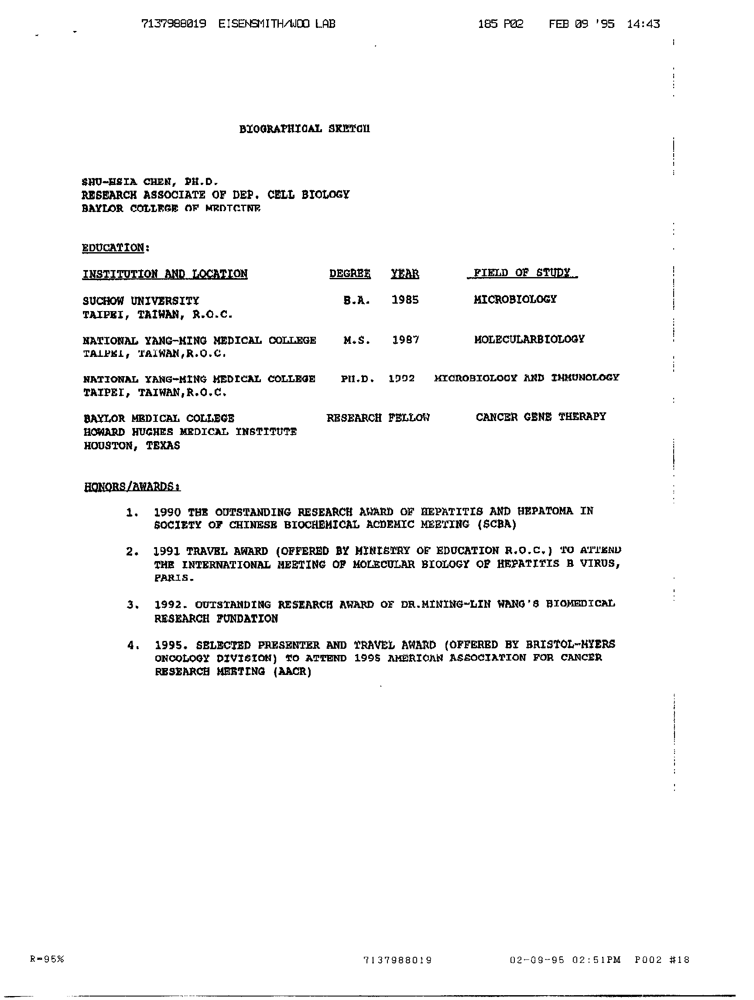 7137988019 EISENSMITH/WOO LAB 185 P02 FEB 09 '95 14:43
BIOGRAPHICAL SKETCH
SHU-HSIA CHEN, PH.D.
RESEARCH ASSOCIATE OF DEP. CELL BIOLOGY
BAYLOR COLLEGE OF MEDICINE
EDUCATION:
INSTITUTION AND LOCATION DEGREE YEAR FIELD OF STUDY
SUCHOW UNIVERSITY B.A. 1985 MICROBIOLOGY
TAIPEI, TAIWAN, R.O.C.
NATIONAL YANG-MING MEDICAL COLLEGE M.S. 1987 MOLECULARBIOLOGY
TAIPEI, TAIWAN,R.O.C.
NATIONAL YANG-MING MEDICAL COLLEGE PH.D. 1992 MICROBIOLOGY AND IMMUNOLOGY
TAIPEI, TAIWAN,R.O.C.
BAYLOR MEDICAL COLLEGE RESEARCH FELLOW CANCER GENE THERAPY
HOWARD HUGHES MEDICAL INSTITUTE
HOUSTON, TEXAS
HONORS/AWARDS:
1. 1990 THE OUTSTANDING RESEARCH AWARD OF HEPATITIS AND HEPATOMA IN
SOCIETY OF CHINESE BIOCHEMICAL ACDEMIC MEETING (SCBA)
2. 1991 TRAVEL AWARD (OFFERED BY MINISTRY OF EDUCATION R.O.C.) TO ATTEND
THE INTERNATIONAL MEETING OF MOLECULAR BIOLOGY OF HEPATITIS B VIRUS,
PARIS.
3. 1992. OUTSTANDING RESEARCH AWARD OF DR.MINING-LIN WANG'S BIOMEDICAL
RESEARCH FUNDATION
4. 1995. SELECTED PRESENTER AND TRAVEL AWARD (OFFERED BY BRISTOL-MYERS
ONCOLOGY DIVISION) TO ATTEND 1995 AMERICAN ASSOCIATION FOR CANCER
RESEARCH MEETING (AACR)
R=95% 7137988019 02-09-95 02:51PM P002 #18